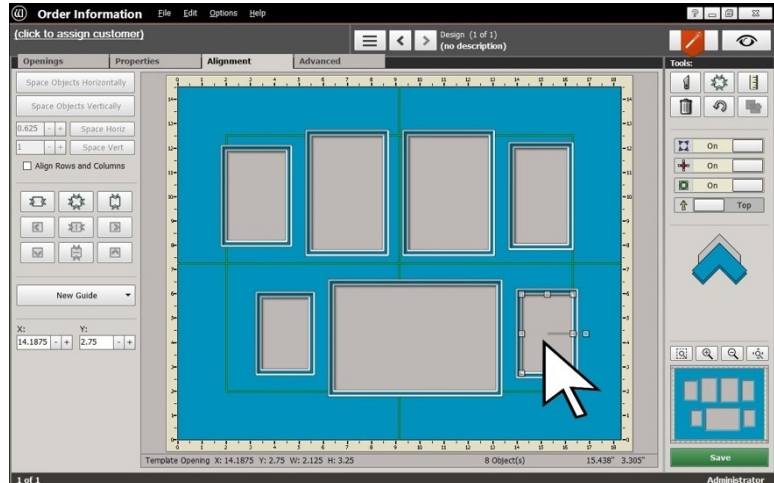 Order Information File Edit Options Help
(click to assign customer)
Design (1 of 1)
(no description)
Openings Properties Alignment Advanced
Tools:
Space Objects Horizontally
Space Objects Vertically
0.625 - + Space Horiz
1 - + Space Vert
Align Rows and Columns
On
On
On
Top
New Guide
X: Y:
14.1875 - + 2.75 - +
Template Opening X: 14.1875 Y: 2.75 W: 2.125 H: 3.25 8 Object(s) 15.438" 3.305"
Save
1 of 1 Administrator